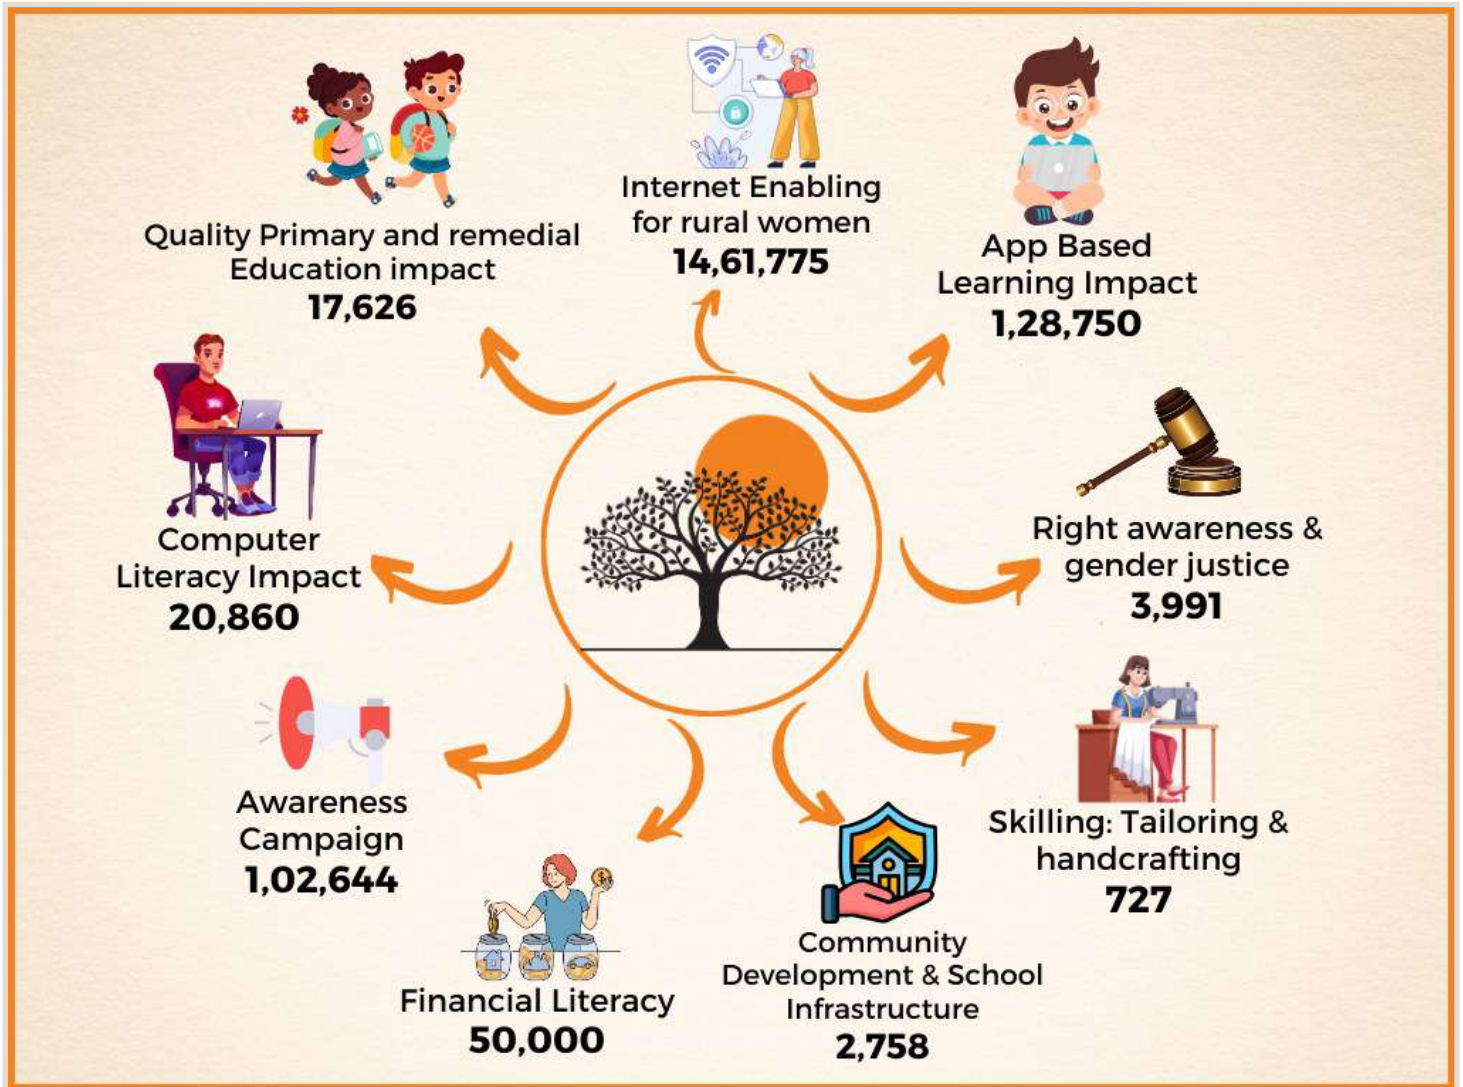 Quality Primary and remedial
Education impact
17,626
Internet Enabling
for rural women
14,61,775
App Based
Learning Impact
1,28,750
Computer
Literacy Impact
20,860
Right awareness &
gender justice
3,991
Awareness
Campaign
1,02,644
Skilling: Tailoring &
handcrafting
727
Financial Literacy
50,000
Community
Development & School
Infrastructure
2,758